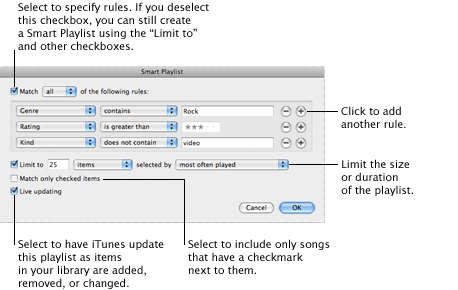 Select to specify rules. If you deselect
this checkbox, you can still create
a Smart Playlist using the “Limit to”
and other checkboxes.
Smart Playlist
Match all of the following rules:
Genre contains Rock
Rating is greater than ★★★
Kind does not contain video
Click to add
another rule.
Limit to 25 items selected by most often played
Match only checked items
Live updating
Limit the size
or duration
of the playlist.
Cancel OK
Select to have iTunes update
this playlist as items
in your library are added,
removed, or changed.
Select to include only songs
that have a checkmark
next to them.